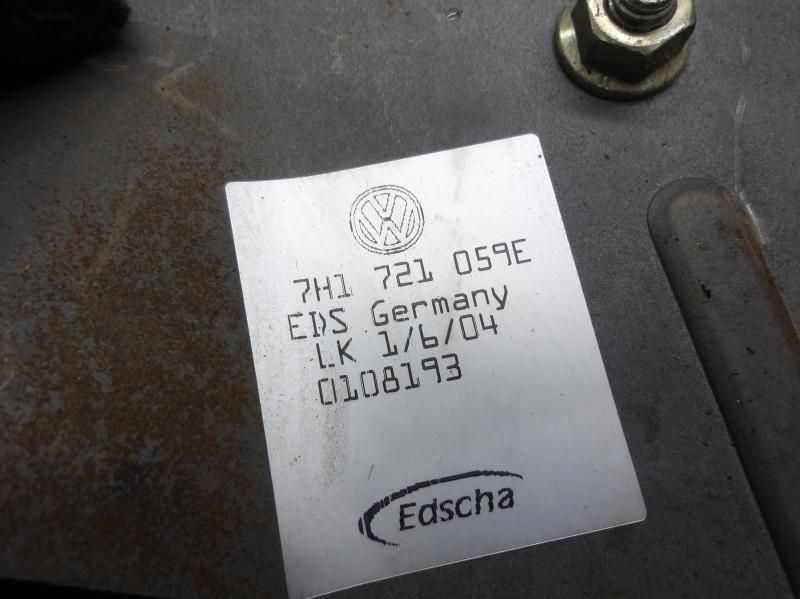 7H1 721 059E
EDS Germany
LK 1/6/04
0108193
Edscha